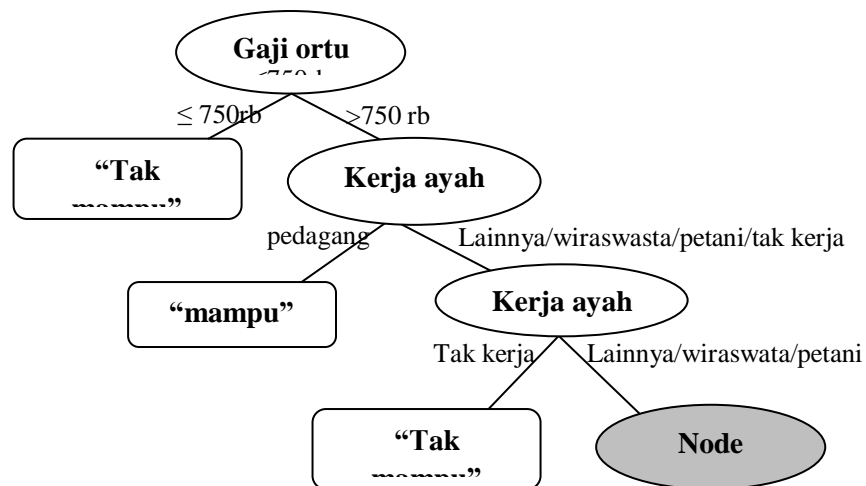 Gaji ortu
≤ 750rb
>750 rb
“Tak
Kerja ayah
pedagang
Lainnya/wiraswasta/petani/tak kerja
“mampu”
Kerja ayah
Tak kerja
Lainnya/wiraswata/petani
“Tak
Node